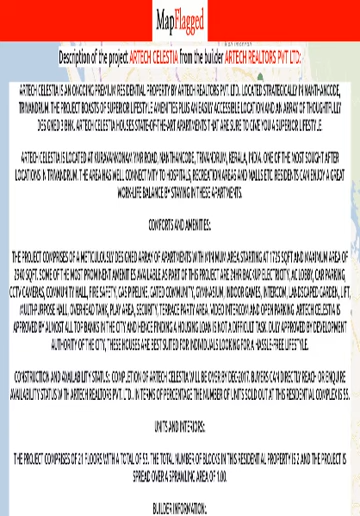 MapFlagged
Description of the project ARTECH CELESTIA from the builder ARTECH REALTORS PVT LTD:
ARTECH CELESTIA IS AN ONGOING PREMIUM RESIDENTIAL PROPERTY BY ARTECH REALTORS PVT. LTD. LOCATED STRATEGICALLY IN NANTHANCODE,
TRIVANDRUM. THE PROJECT BOASTS OF SUPERIOR LIFESTYLE AMENITIES PLUS AN EASILY ACCESSIBLE LOCATION AND AN ARRAY OF THOUGHTFULLY
DESIGNED 3 BHK. ARTECH CELESTIA HOUSES STATE-OF-THE-ART APARTMENTS THAT ARE SURE TO GIVE YOU A SUPERIOR LIFESTYLE.
ARTECH CELESTIA IS LOCATED AT KURAVANKONAM YMR ROAD, NANTHANCODE, TRIVANDRUM, KERALA, INDIA. ONE OF THE MOST SOUGHT AFTER
LOCATIONS IN TRIVANDRUM. THE AREA HAS WELL CONNECTIVITY TO HOSPITALS, RECREATION AREAS AND MALLS ETC. RESIDENTS CAN ENJOY A GREAT
WORK-LIFE BALANCE BY STAYING IN THESE APARTMENTS.
COMFORTS AND AMENITIES:
THE PROJECT COMPRISES OF A METICULOUSLY DESIGNED ARRAY OF APARTMENTS WITH MINIMUM AREA STARTING AT 1725 SQFT AND MAXIMUM AREA OF
2940 SQFT. SOME OF THE MOST PROMINENT AMENITIES AVAILABLE AS PART OF THIS PROJECT ARE 24HR BACKUP ELECTRICITY, AC LOBBY, CAR PARKING,
CCTV CAMERAS, COMMUNITY HALL, FIRE SAFETY, GAS PIPELINE, GATED COMMUNITY, GYMNASIUM, INDOOR GAMES, INTERCOM, LANDSCAPED GARDEN, LIFT,
MULTIPURPOSE HALL, OVERHEAD TANK, PLAY AREA, SECURITY, TERRACE PARTY AREA, INTERCOM AND OPEN PARKING. ARTECH CELESTIA IS
APPROVED BY ALMOST ALL TOP BANKS IN THE CITY AND HENCE FINDING A HOUSING LOAN IS NOT A DIFFICULT TASK. DULY APPROVED BY DEVELOPMENT
AUTHORITY OF THE CITY, THESE HOUSES ARE BEST SUITED FOR INDIVIDUALS LOOKING FOR A HASSLE-FREE LIFESTYLE.
CONSTRUCTION AND AVAILABILITY STATUS: COMPLETION OF ARTECH CELESTIA WILL BE OVER BY DEC-2017. BUYERS CAN DIRECTLY REACH OR ENQUIRE
AVAILABILITY STATUS WITH ARTECH REALTORS PVT. LTD.. IN TERMS OF PERCENTAGE THE NUMBER OF UNITS SOLD OUT AT THIS RESIDENTIAL COMPLEX IS 55.
UNITS AND INTERIORS:
THE PROJECT COMPRISES OF 21 FLOORS WITH A TOTAL OF 53. THE TOTAL NUMBER OF BLOCKS IN THIS RESIDENTIAL PROPERTY IS 2 AND THE PROJECT IS
SPREAD OVER A SPRAWLING AREA OF 1.00.
BUILDER INFORMATION: